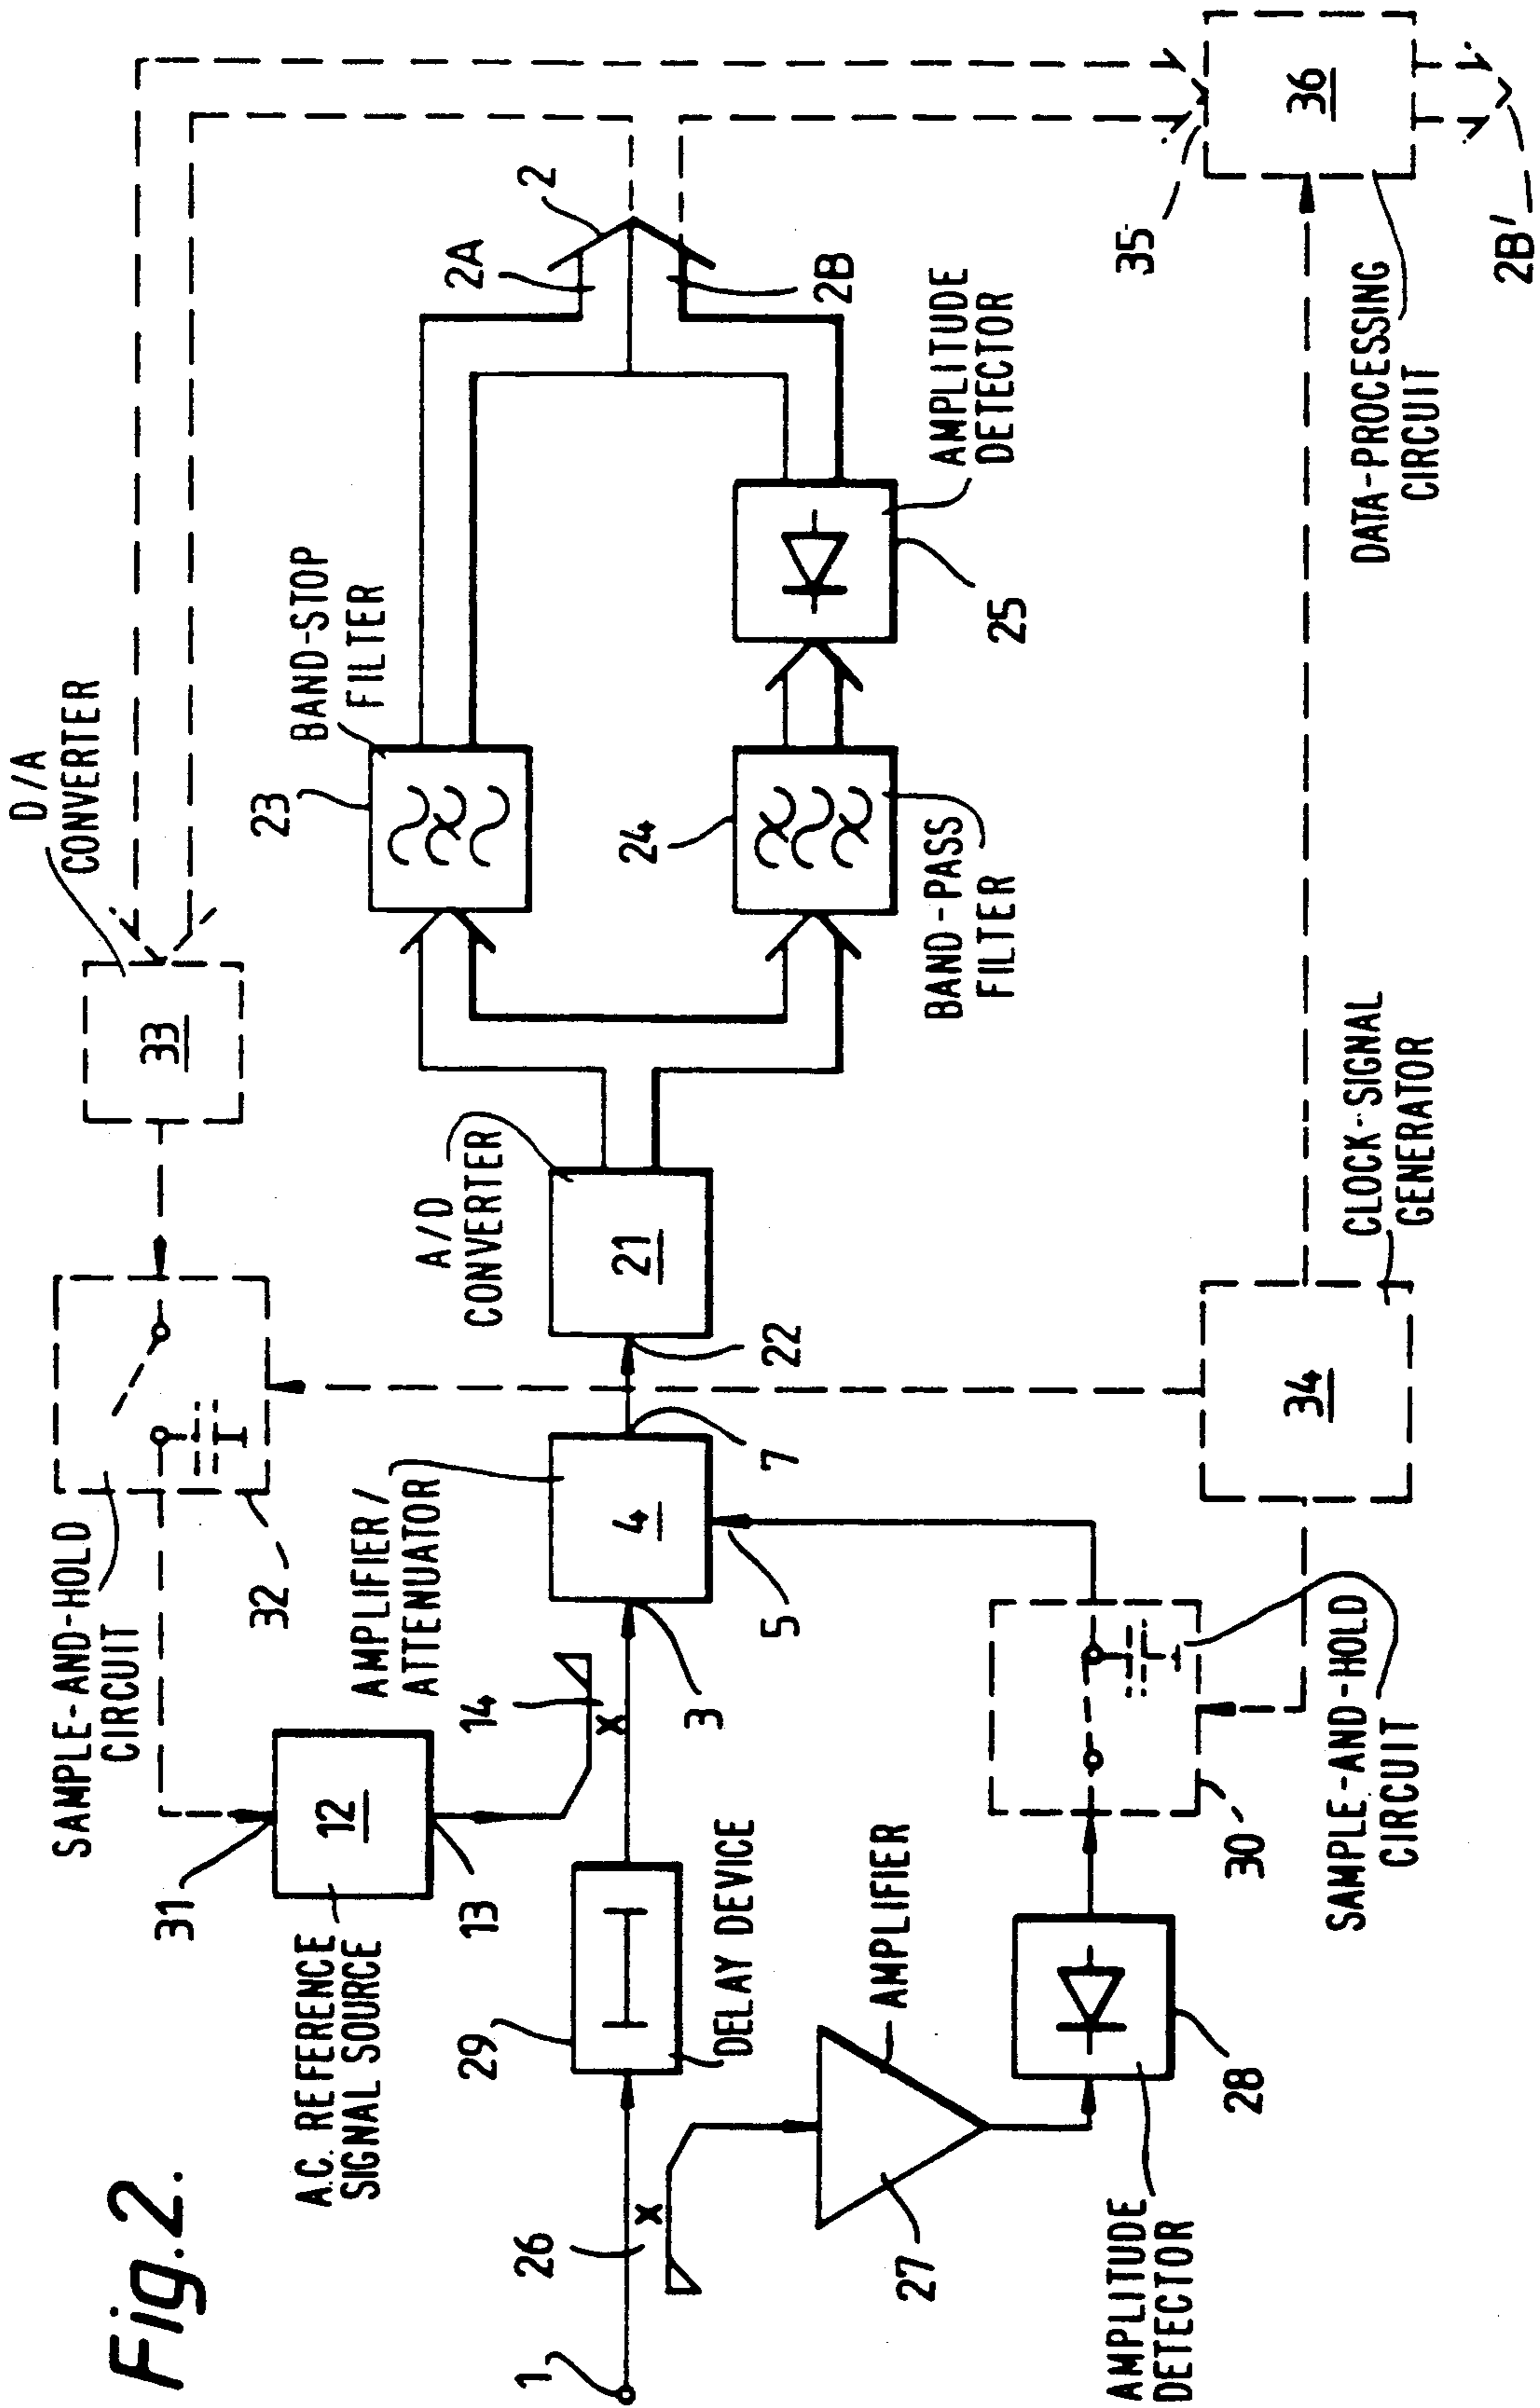 Fig.2.
D/A
CONVERTER
33
SAMPLE-AND-HOLD
CIRCUIT
32
31
12
A.C. REFERENCE
SIGNAL SOURCE
13
14
AMPLIFIER/
ATTENUATOR
4
3
5
7
A/D
CONVERTER
21
22
BAND-STOP
FILTER
23
24
BAND-PASS
FILTER
AMPLITUDE
DETECTOR
25
2
2A
2B
1
26
29
DELAY DEVICE
AMPLIFIER
27
AMPLITUDE
DETECTOR
28
30
SAMPLE-AND-HOLD
CIRCUIT
34
CLOCK-SIGNAL
GENERATOR
DATA-PROCESSING
CIRCUIT
35
36
2B'